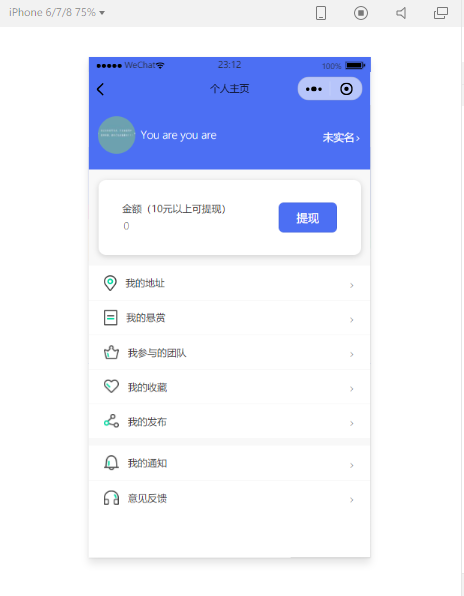 iPhone 6/7/8 75%
WeChat
23:12
100%
个人主页
You are you are
未实名
金额（10元以上可提现）
0
提现
我的地址
我的悬赏
我参与的团队
我的收藏
我的发布
我的通知
意见反馈